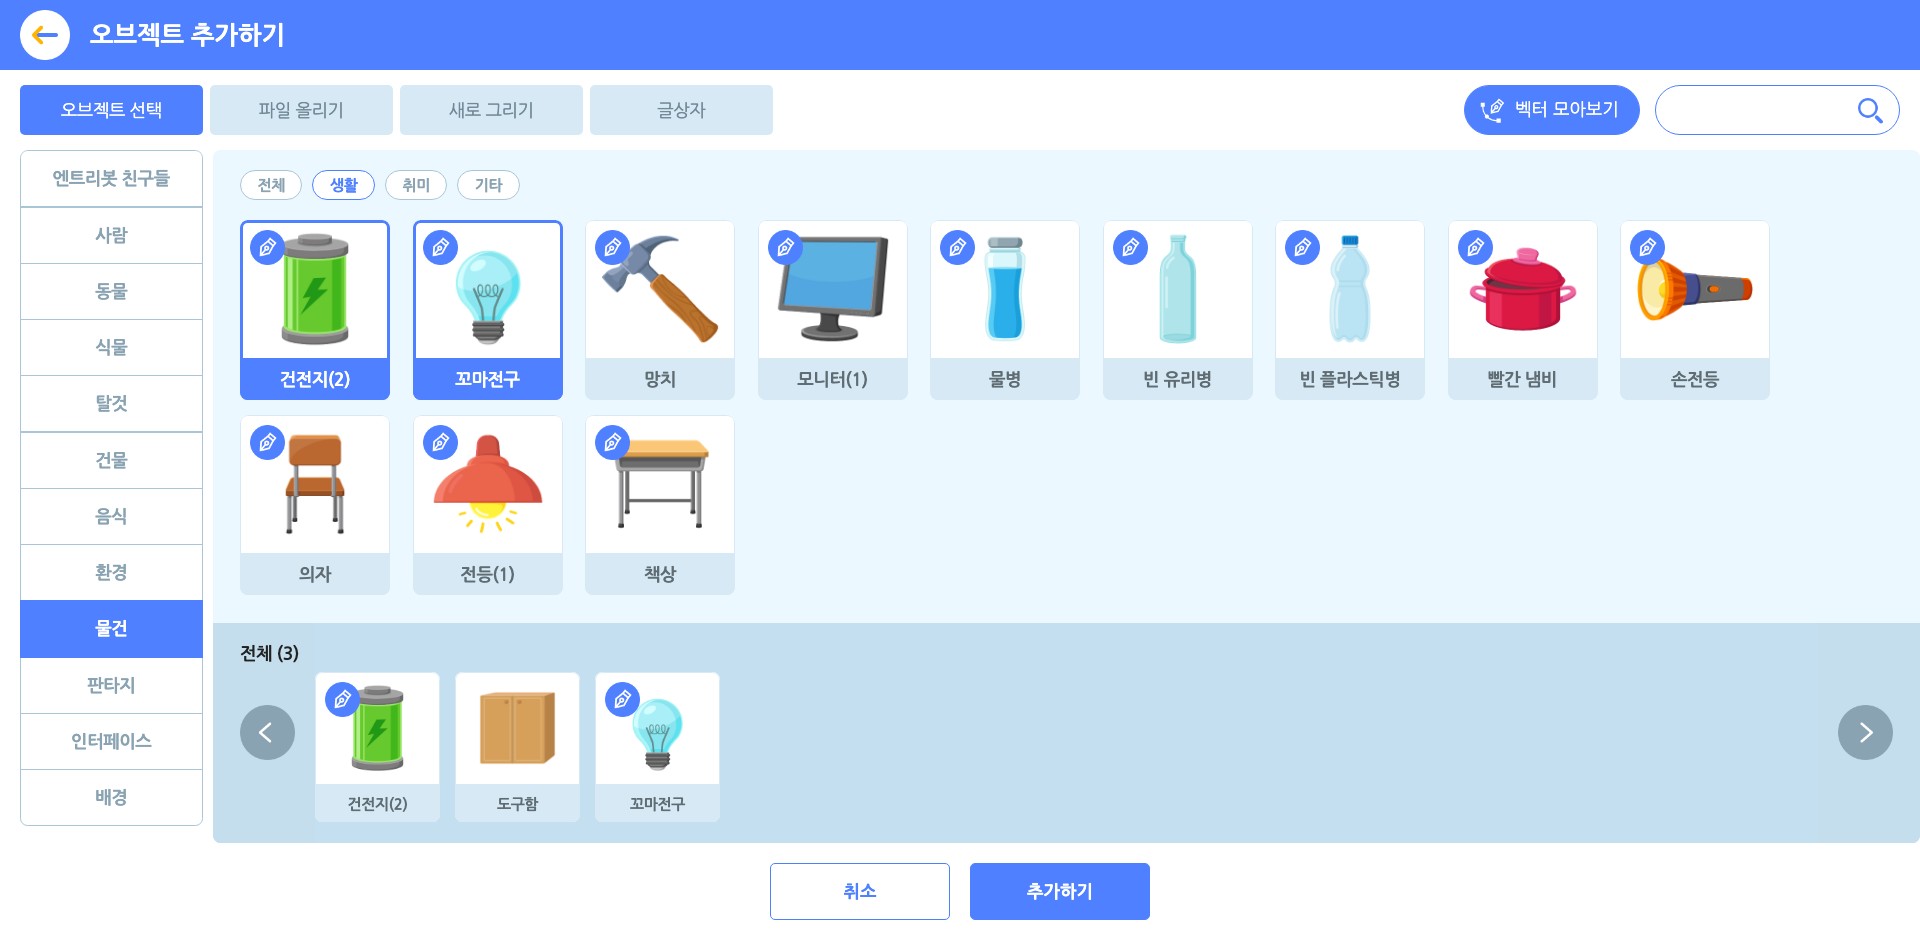 오브젝트 추가하기
오브젝트 선택
파일 올리기
새로 그리기
글상자
벡터 모아보기
엔트리봇 친구들
사람
동물
식물
탈것
건물
음식
환경
물건
판타지
인터페이스
배경
전체
생활
취미
기타
건전지(2)
꼬마전구
망치
모니터(1)
물병
빈 유리병
빈 플라스틱병
빨간 냄비
손전등
의자
전등(1)
책상
전체 (3)
건전지(2)
도구함
꼬마전구
취소
추가하기